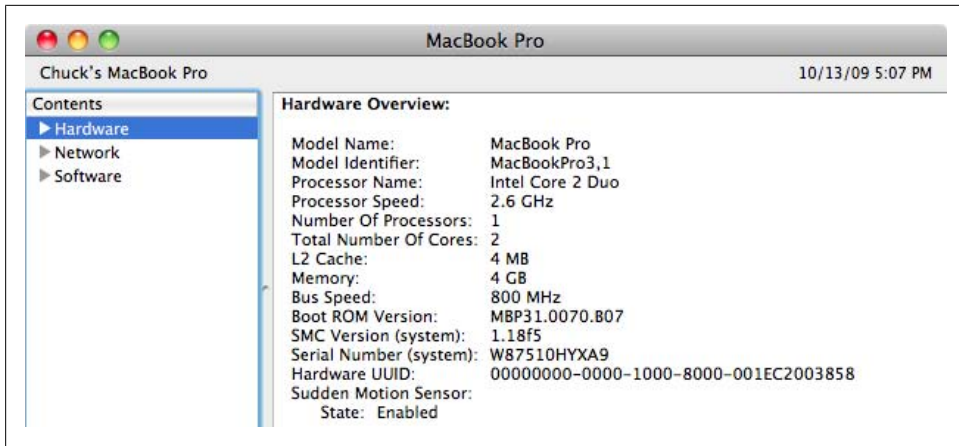 MacBook Pro
Chuck's MacBook Pro
10/13/09 5:07 PM
Contents
Hardware
Network
Software
Hardware Overview:
Model Name: MacBook Pro
Model Identifier: MacBookPro3,1
Processor Name: Intel Core 2 Duo
Processor Speed: 2.6 GHz
Number Of Processors: 1
Total Number Of Cores: 2
L2 Cache: 4 MB
Memory: 4 GB
Bus Speed: 800 MHz
Boot ROM Version: MBP31.0070.B07
SMC Version (system): 1.18f5
Serial Number (system): W87510HYXA9
Hardware UUID: 00000000-0000-1000-8000-001EC2003858
Sudden Motion Sensor:
State: Enabled